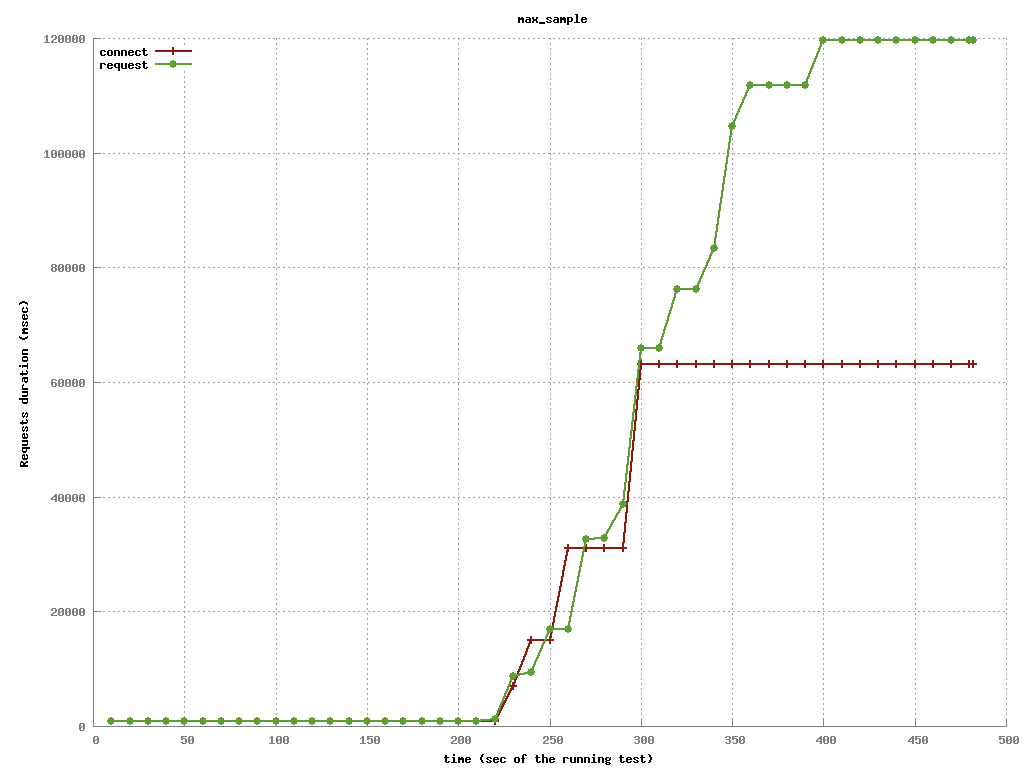 max_sample
connect
request
120000
100000
80000
60000
40000
20000
0
Requests duration (msec)
0 50 100 150 200 250 300 350 400 450 500
time (sec of the running test)